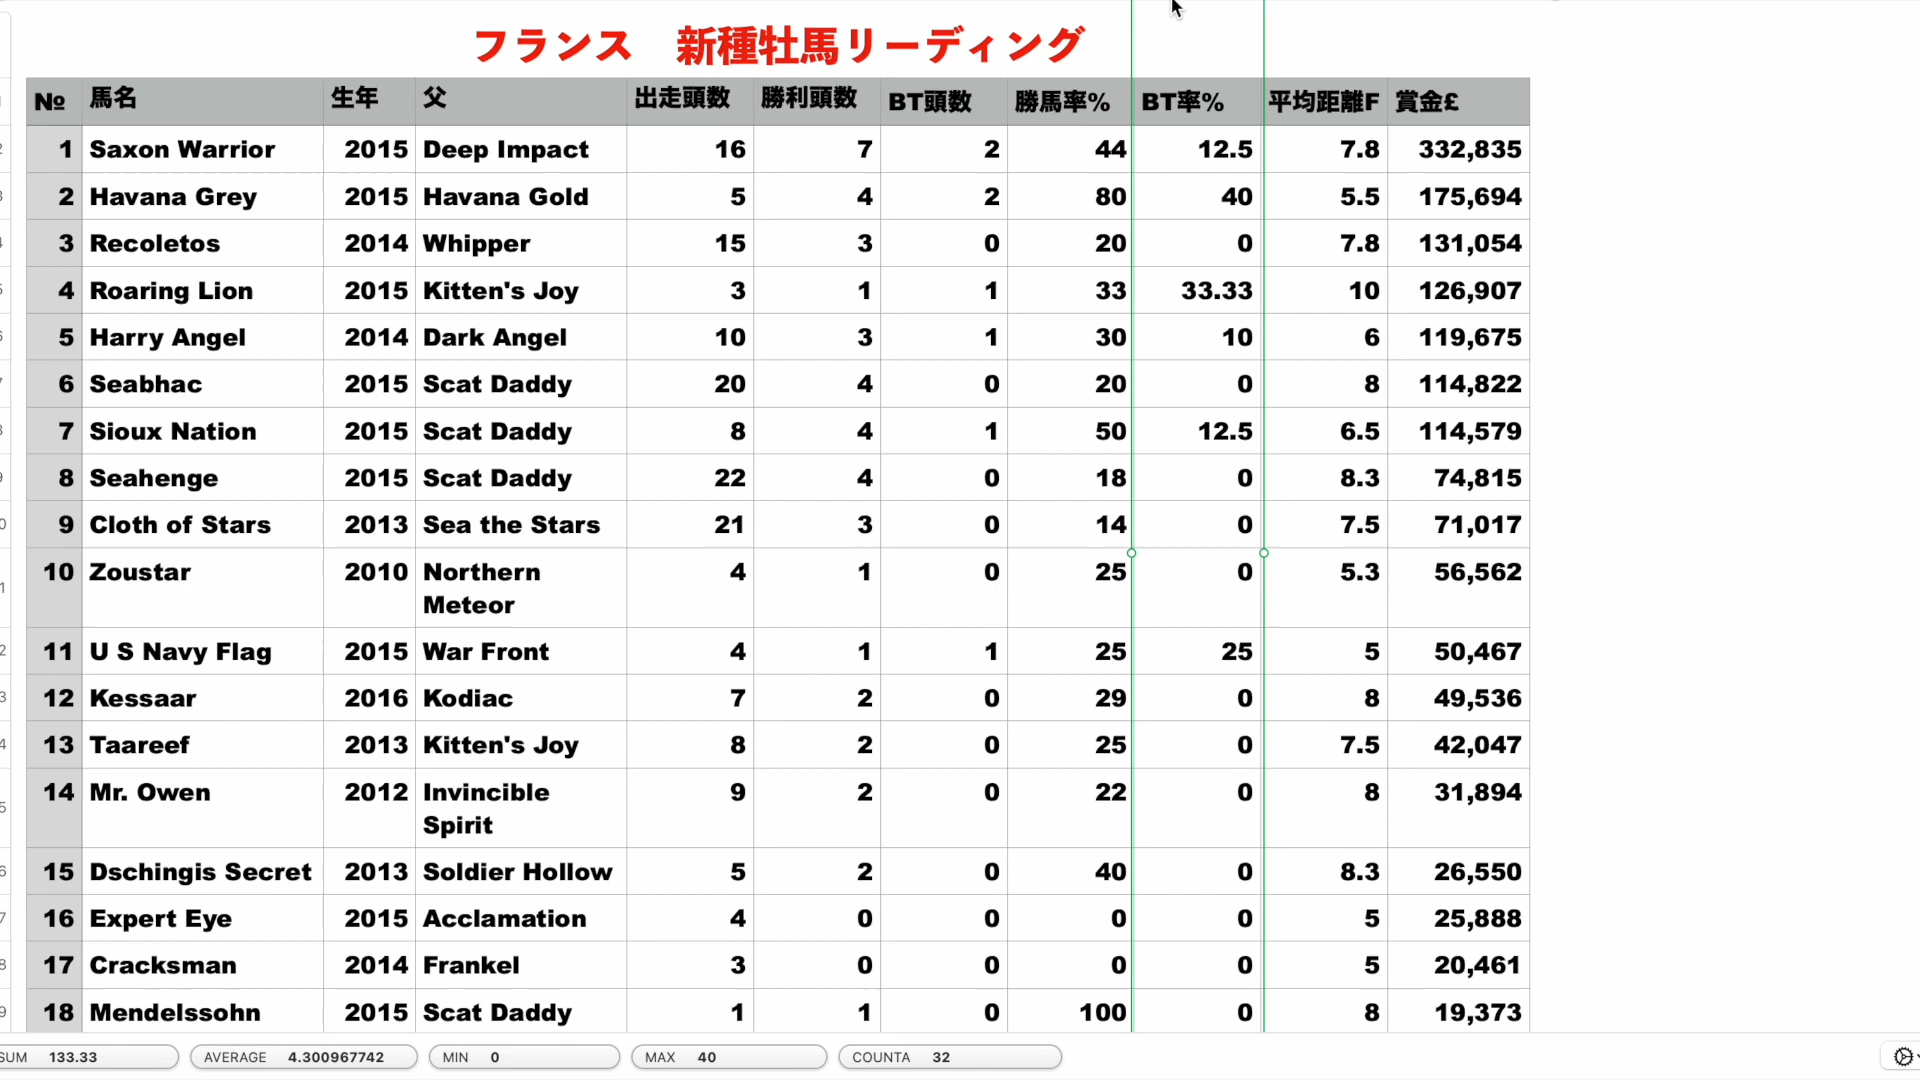 フランス　新種牡馬リーディング
№ 馬名 生年 父 出走頭数 勝利頭数 BT頭数 勝馬率% BT率% 平均距離F 賞金£
1 Saxon Warrior 2015 Deep Impact 16 7 2 44 12.5 7.8 332,835
2 Havana Grey 2015 Havana Gold 5 4 2 80 40 5.5 175,694
3 Recoletos 2014 Whipper 15 3 0 20 0 7.8 131,054
4 Roaring Lion 2015 Kitten's Joy 3 1 1 33 33.33 10 126,907
5 Harry Angel 2014 Dark Angel 10 3 1 30 10 6 119,675
6 Seabhac 2015 Scat Daddy 20 4 0 20 0 8 114,822
7 Sioux Nation 2015 Scat Daddy 8 4 1 50 12.5 6.5 114,579
8 Seahenge 2015 Scat Daddy 22 4 0 18 0 8.3 74,815
9 Cloth of Stars 2013 Sea the Stars 21 3 0 14 0 7.5 71,017
10 Zoustar 2010 Northern 4 1 0 25 0 5.3 56,562
Meteor
11 U S Navy Flag 2015 War Front 4 1 1 25 25 5 50,467
12 Kessaar 2016 Kodiac 7 2 0 29 0 8 49,536
13 Taareef 2013 Kitten's Joy 8 2 0 25 0 7.5 42,047
14 Mr. Owen 2012 Invincible 9 2 0 22 0 8 31,894
Spirit
15 Dschingis Secret 2013 Soldier Hollow 5 2 0 40 0 8.3 26,550
16 Expert Eye 2015 Acclamation 4 0 0 0 0 5 25,888
17 Cracksman 2014 Frankel 3 0 0 0 0 5 20,461
18 Mendelssohn 2015 Scat Daddy 1 1 0 100 0 8 19,373
SUM 133.33 AVERAGE 4.300967742 MIN 0 MAX 40 COUNTA 32